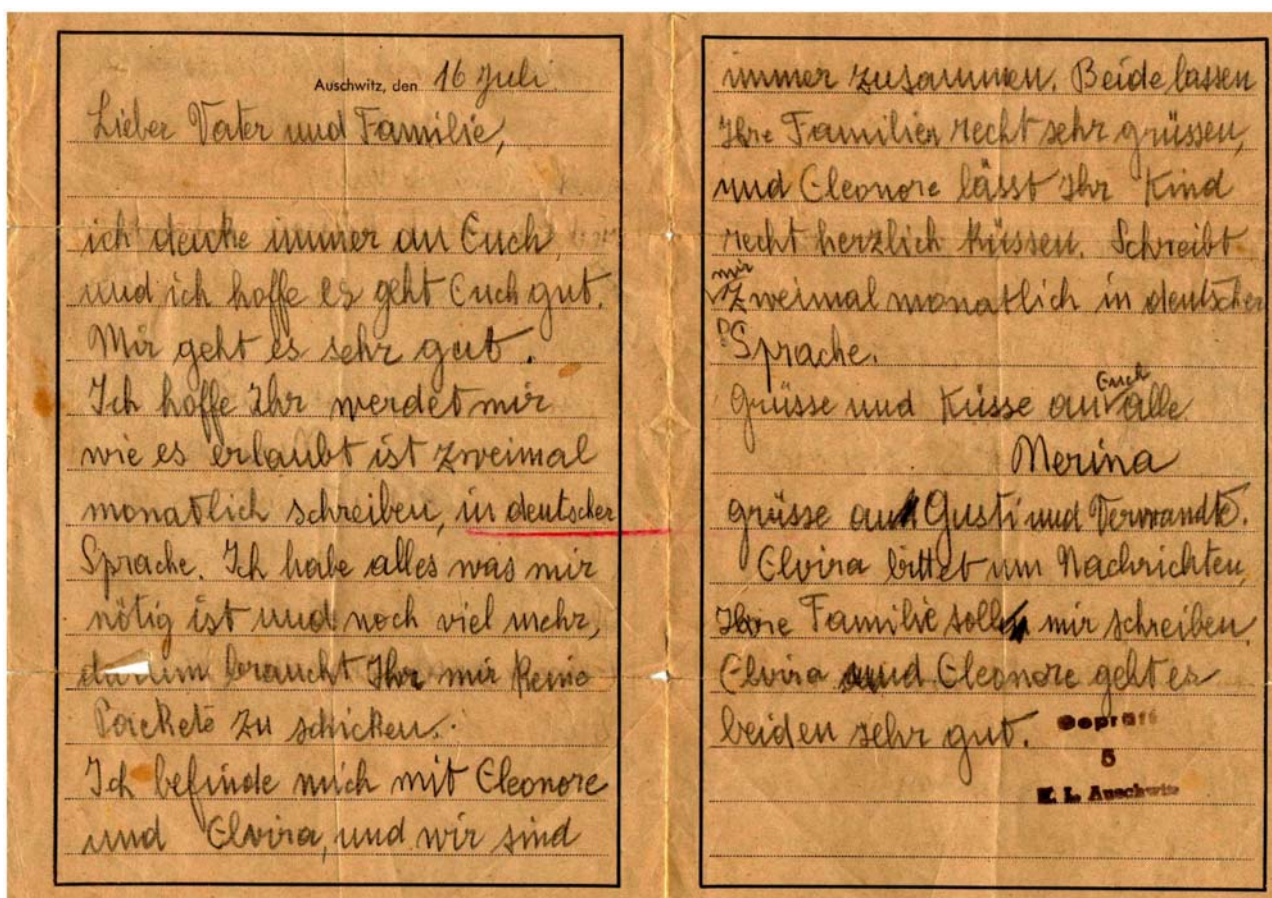 Auschwitz, den 16 Juli.
Lieber Vater und Familie,
ich denke immer an Euch,
und ich hoffe es geht Euch gut.
Mir geht es sehr gut.
Ich hoffe Ihr werdet mir
wie es erlaubt ist zweimal
monatlich schreiben, in deutscher
Sprache. Ich habe alles was mir
nötig ist und noch viel mehr,
darum braucht Ihr mir keine
Packete zu schicken.
Ich befinde mich mit Eleonore
und Elvira, und wir sind
immer zusammen. Beide lassen
Ihre Familien recht sehr grüssen,
und Eleonore lässt Ihr Kind
recht herzlich küssen. Schreibt
mir
zweimal monatlich in deutscher
Sprache.
Euch
Grüsse und Küsse an alle
Merina
grüsse an Gusti und Verwandte.
Elvira bittet um Nachrichten,
Ihre Familie soll mir schreiben.
Elvira und Eleonore geht es
beiden sehr gut.
Geprüft
5
K. L. Auschwitz